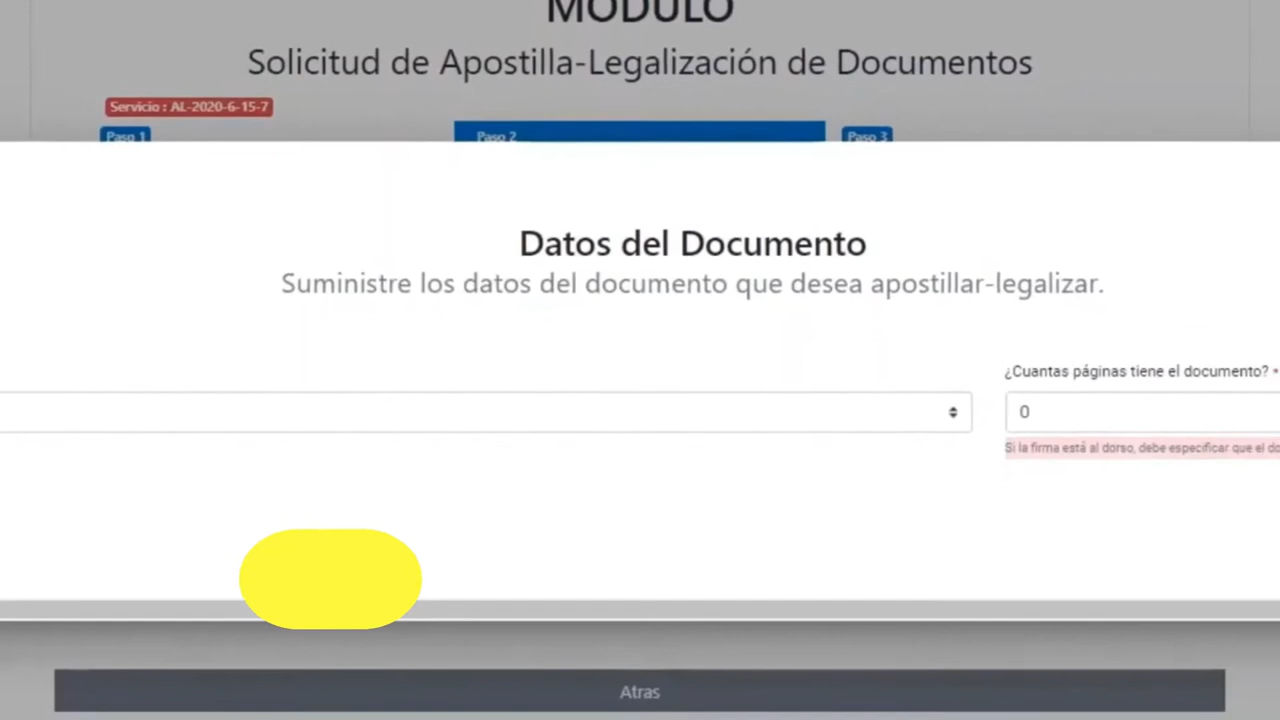 MÓDULO
Solicitud de Apostilla-Legalización de Documentos
Servicio : AL-2020-6-15-7
Paso 1
Paso 2
Paso 3
Datos del Documento
Suministre los datos del documento que desea apostillar-legalizar.
¿Cuantas páginas tiene el documento? *
0
Si la firma está al dorso, debe especificar que el do
Atras